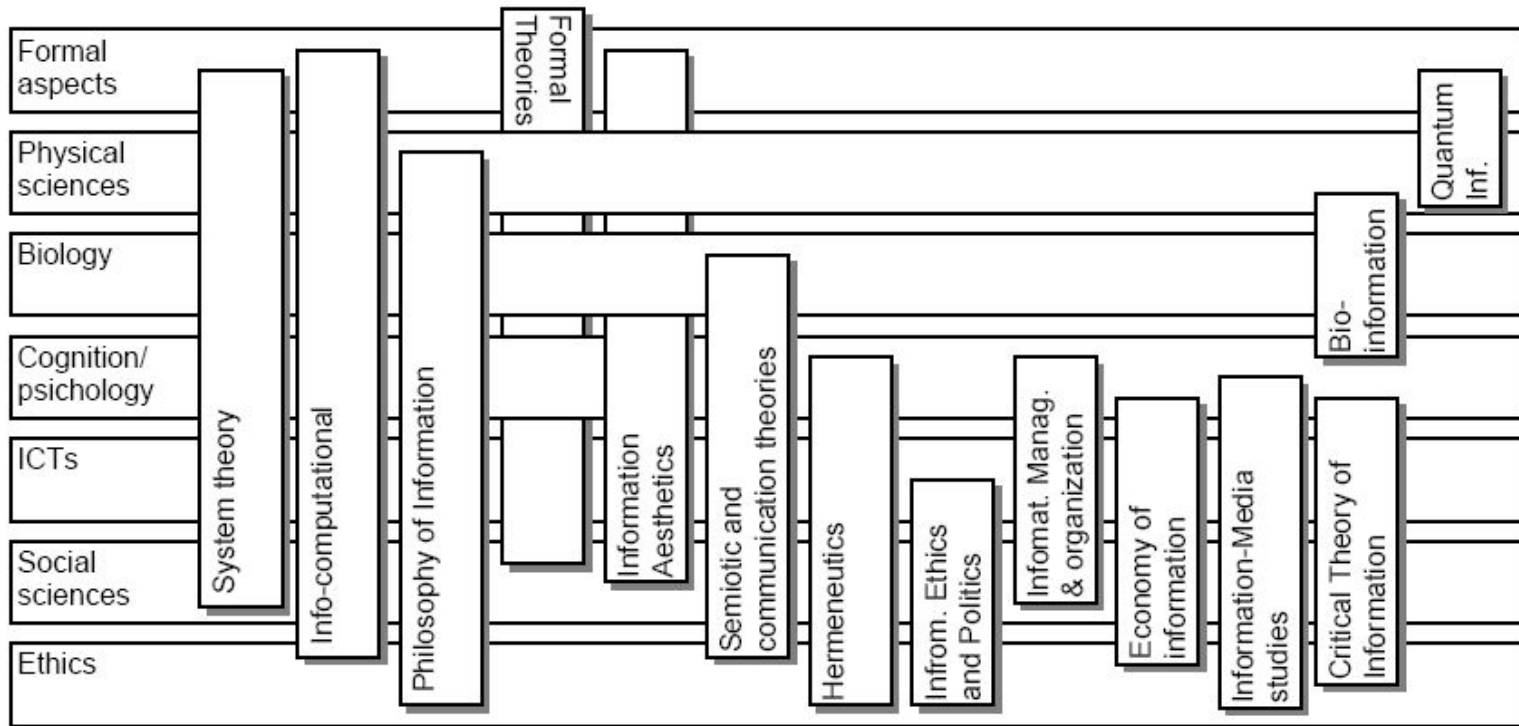 Formal
aspects
Physical
sciences
Biology
Cognition/
psichology
ICTs
Social
sciences
Ethics
System theory
Info-computational
Philosophy of Information
Formal
Theories
Information
Aesthetics
Semiotic and
communication theories
Hermeneutics
Infrom. Ethics
and Politics
Infomat. Manag.
& organization
Economy of
information
Information-Media
studies
Bio-
information
Critical Theory of
Information
Quantum
Inf.